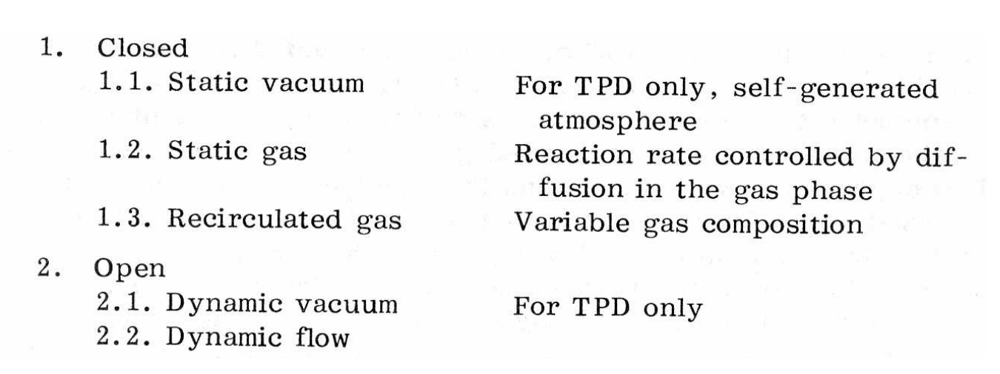 1. Closed
1.1. Static vacuum For TPD only, self-generated
atmosphere
1.2. Static gas Reaction rate controlled by dif-
fusion in the gas phase
1.3. Recirculated gas Variable gas composition
2. Open
2.1. Dynamic vacuum For TPD only
2.2. Dynamic flow